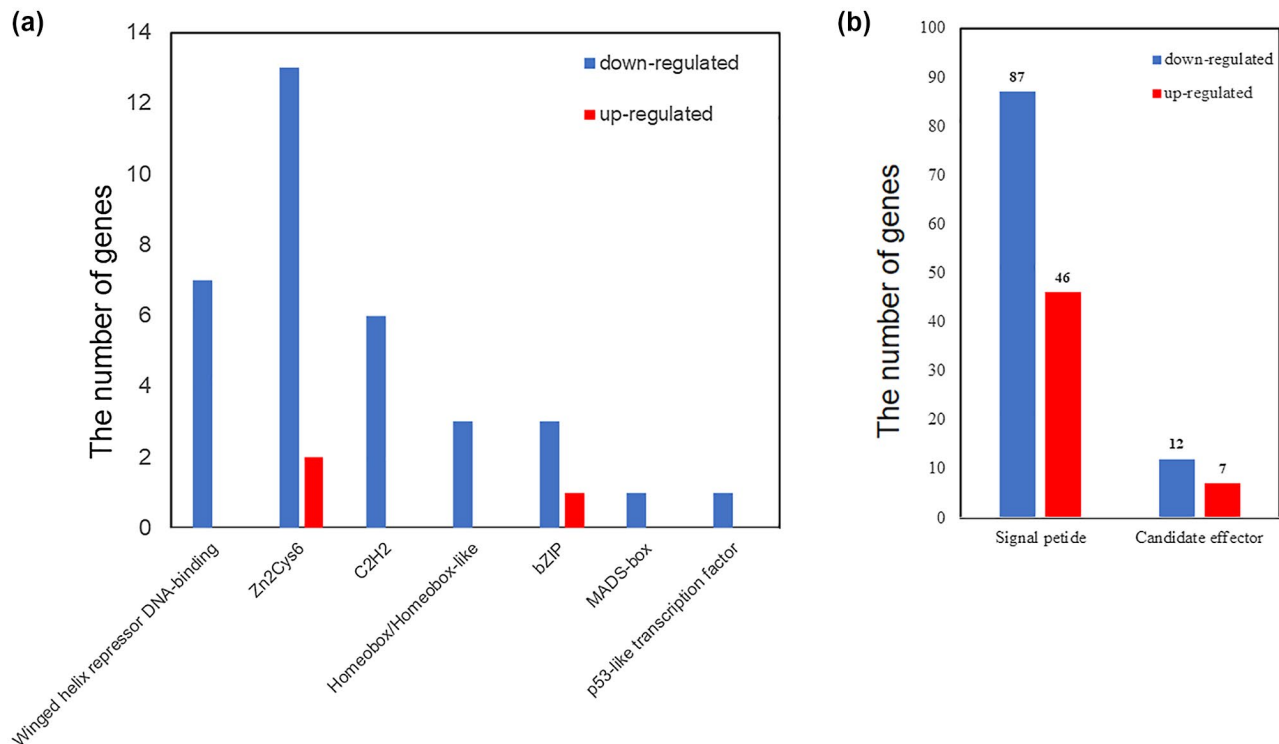 (a)
The number of genes
14
12
10
8
6
4
2
0
down-regulated
up-regulated
Winged helix repressor DNA-binding
Zn2Cys6
C2H2
Homeobox/Homeobox-like
bZIP
MADS-box
p53-like transcription factor
(b)
The number of genes
100
90
80
70
60
50
40
30
20
10
0
down-regulated
up-regulated
87
46
12
7
Signal petide
Candidate effector